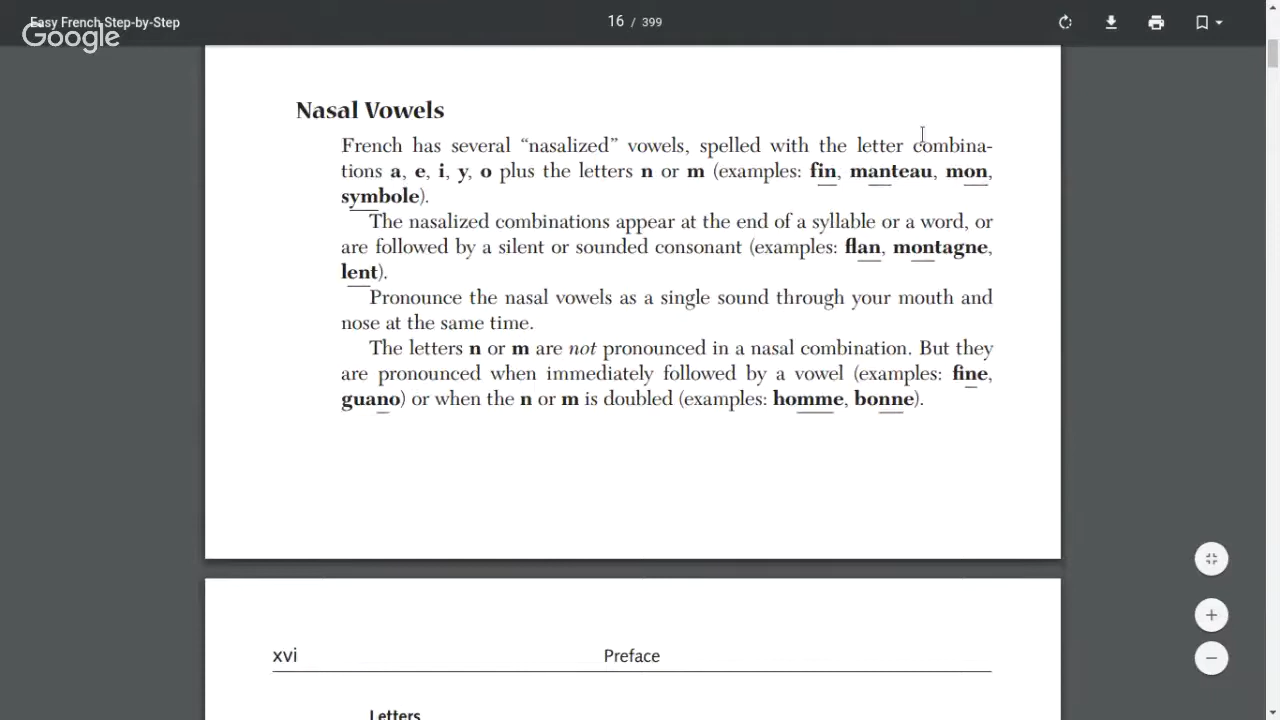 Easy French Step-by-Step
16 / 399
Google
Nasal Vowels
French has several “nasalized” vowels, spelled with the letter combina-
tions a, e, i, y, o plus the letters n or m (examples: fin, manteau, mon,
symbole).
The nasalized combinations appear at the end of a syllable or a word, or
are followed by a silent or sounded consonant (examples: flan, montagne,
lent).
Pronounce the nasal vowels as a single sound through your mouth and
nose at the same time.
The letters n or m are not pronounced in a nasal combination. But they
are pronounced when immediately followed by a vowel (examples: fine,
guano) or when the n or m is doubled (examples: homme, bonne).
xvi
Preface
Letters